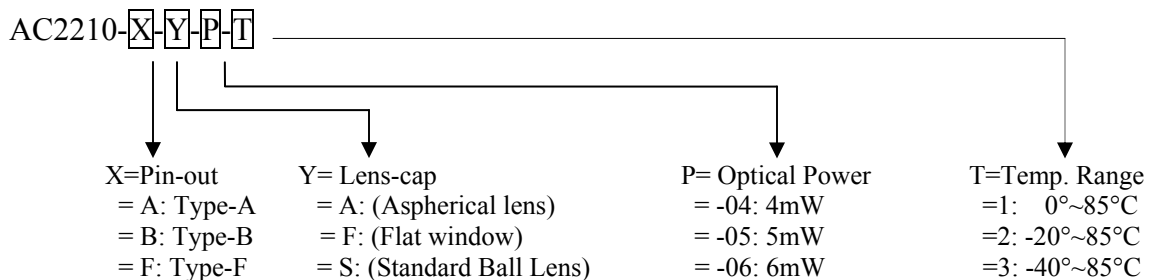 AC2210-X-Y-P-T
X=Pin-out Y= Lens-cap P= Optical Power T=Temp. Range
= A: Type-A = A: (Aspherical lens) = -04: 4mW =1: 0°~85°C
= B: Type-B = F: (Flat window) = -05: 5mW =2: -20°~85°C
= F: Type-F = S: (Standard Ball Lens) = -06: 6mW =3: -40°~85°C